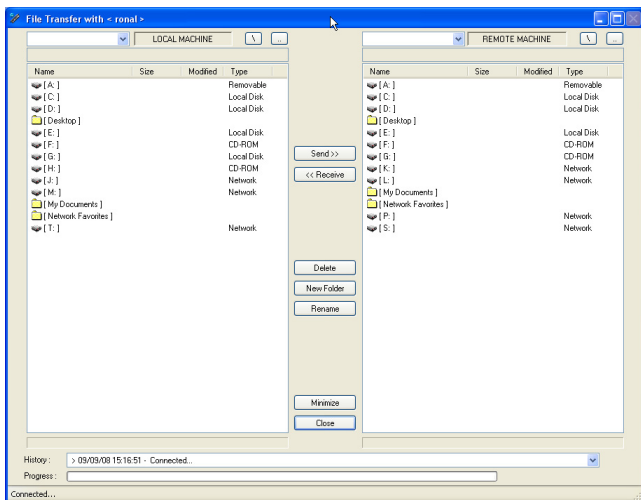 File Transfer with < ronal >
LOCAL MACHINE \ ..
REMOTE MACHINE \ ..
Name Size Modified Type
[ A: ] Removable
[ C: ] Local Disk
[ D: ] Local Disk
[ Desktop ]
[ E: ] Local Disk
[ F: ] CD-ROM
[ G: ] Local Disk
[ H: ] CD-ROM
[ J: ] Network
[ M: ] Network
[ My Documents ]
[ Network Favorites ]
[ T: ] Network
Send >>
<< Receive
Delete
New Folder
Rename
Minimize
Close
Name Size Modified Type
[ A: ] Removable
[ C: ] Local Disk
[ D: ] Local Disk
[ Desktop ]
[ E: ] Local Disk
[ F: ] CD-ROM
[ G: ] CD-ROM
[ K: ] Network
[ L: ] Network
[ My Documents ]
[ Network Favorites ]
[ P: ] Network
[ S: ] Network
History : > 09/09/08 15:16:51 - Connected...
Progress :
Connected...